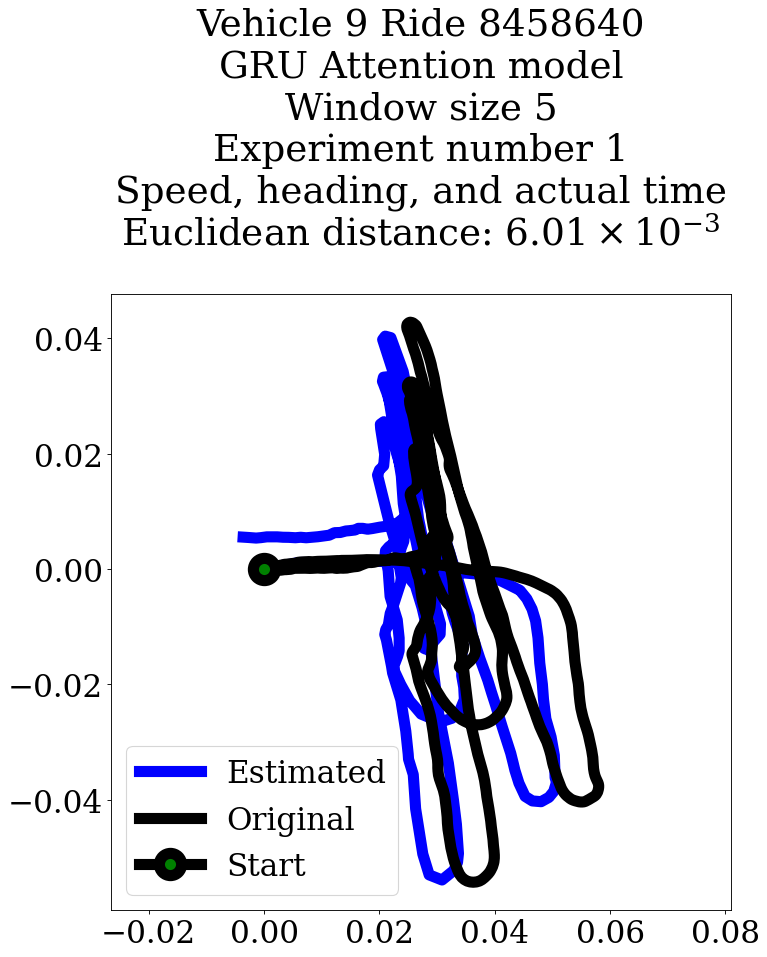 Vehicle 9 Ride 8458640
GRU Attention model
Window size 5
Experiment number 1
Speed, heading, and actual time
Euclidean distance: 6.01 × 10⁻³
0.04
0.02
0.00
−0.02
−0.04
Estimated
Original
Start
−0.02 0.00 0.02 0.04 0.06 0.08